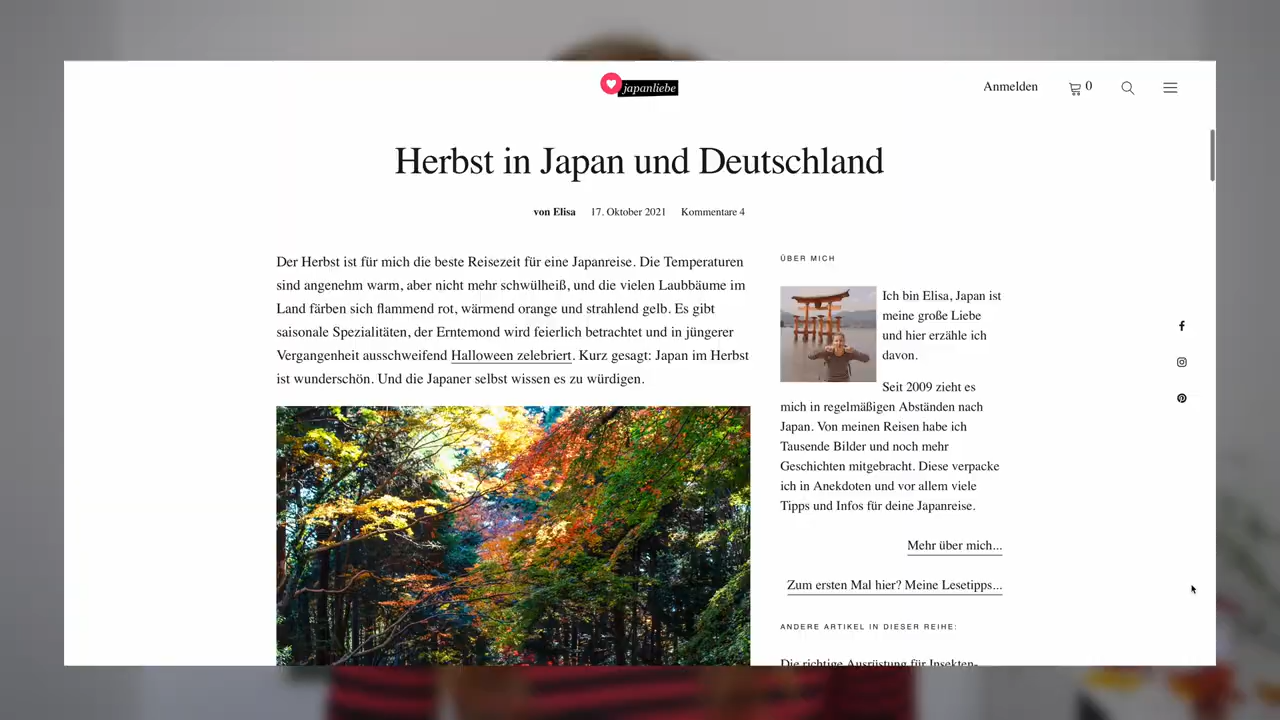 japanliebe
Anmelden
0
Herbst in Japan und Deutschland
von Elisa 17. Oktober 2021 Kommentare 4
Der Herbst ist für mich die beste Reisezeit für eine Japanreise. Die Temperaturen
sind angenehm warm, aber nicht mehr schwülheiß, und die vielen Laubbäume im
Land färben sich flammend rot, wärmend orange und strahlend gelb. Es gibt
saisonale Spezialitäten, der Erntemond wird feierlich betrachtet und in jüngerer
Vergangenheit ausschweifend Halloween zelebriert. Kurz gesagt: Japan im Herbst
ist wunderschön. Und die Japaner selbst wissen es zu würdigen.
ÜBER MICH
Ich bin Elisa, Japan ist
meine große Liebe
und hier erzähle ich
davon.
Seit 2009 zieht es
mich in regelmäßigen Abständen nach
Japan. Von meinen Reisen habe ich
Tausende Bilder und noch mehr
Geschichten mitgebracht. Diese verpacke
ich in Anekdoten und vor allem viele
Tipps und Infos für deine Japanreise.
Mehr über mich...
Zum ersten Mal hier? Meine Lesetipps...
ANDERE ARTIKEL IN DIESER REIHE:
Die richtige Ausrüstung für Insekten-